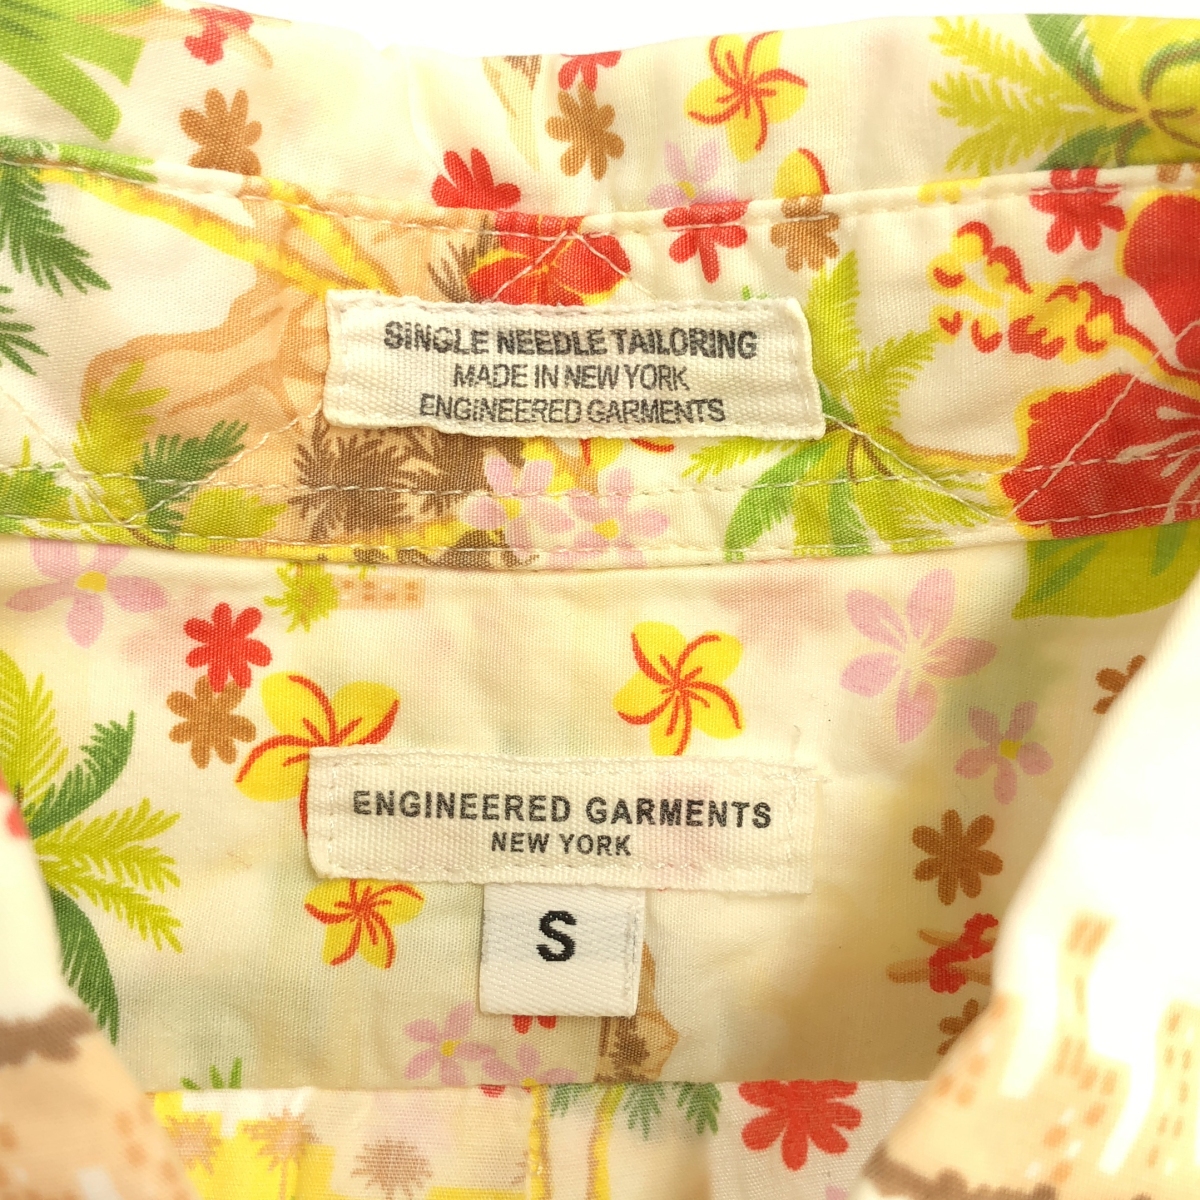 SINGLE NEEDLE TAILORING
MADE IN NEW YORK
ENGINEERED GARMENTS
ENGINEERED GARMENTS
NEW YORK
S